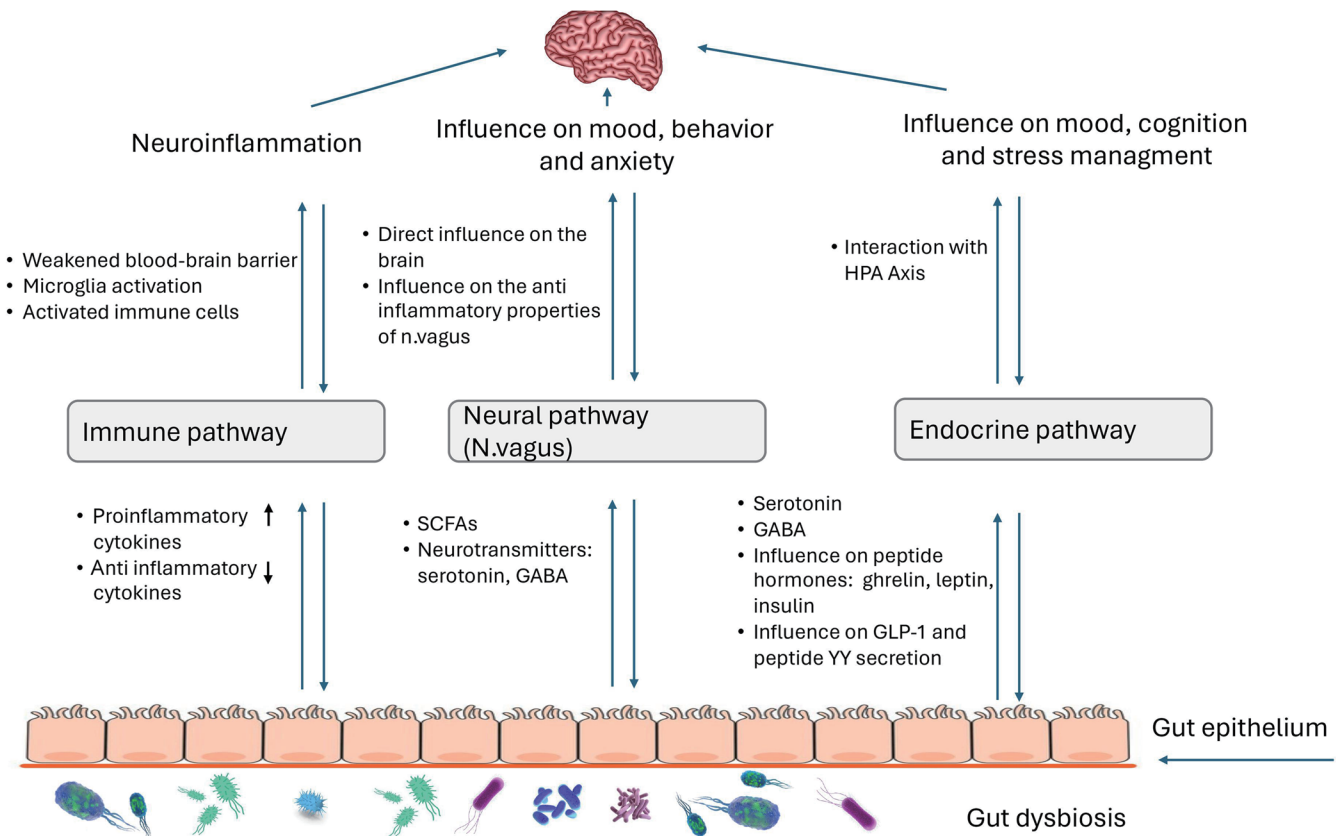 Neuroinflammation
Influence on mood, behavior
and anxiety
Influence on mood, cognition
and stress managment
• Weakened blood-brain barrier
• Microglia activation
• Activated immune cells
• Direct influence on the
brain
• Influence on the anti
inflammatory properties
of n.vagus
• Interaction with
HPA Axis
Immune pathway
Neural pathway
(N.vagus)
Endocrine pathway
• Proinflammatory
cytokines
• Anti inflammatory
cytokines
• SCFAs
• Neurotransmitters:
serotonin, GABA
• Serotonin
• GABA
• Influence on peptide
hormones: ghrelin, leptin,
insulin
• Influence on GLP-1 and
peptide YY secretion
Gut epithelium
Gut dysbiosis